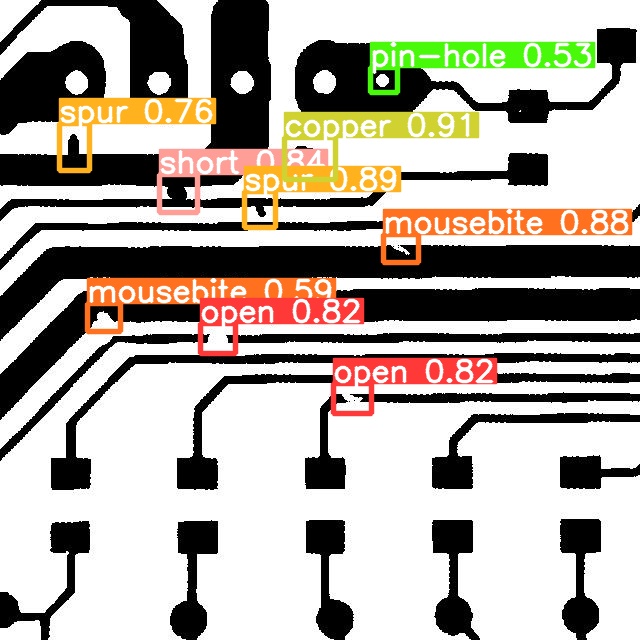 pin-hole 0.53
spur 0.76
copper 0.91
short 0.84
spur 0.89
mousebite 0.88
mousebite 0.59
open 0.82
open 0.82